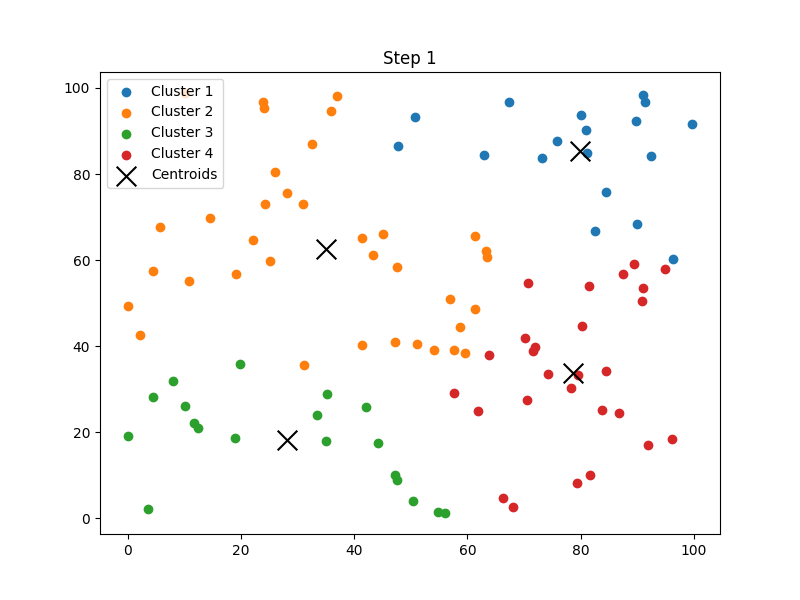 Step 1
Cluster 1
Cluster 2
Cluster 3
Cluster 4
Centroids
100
80
60
40
20
0
0 20 40 60 80 100